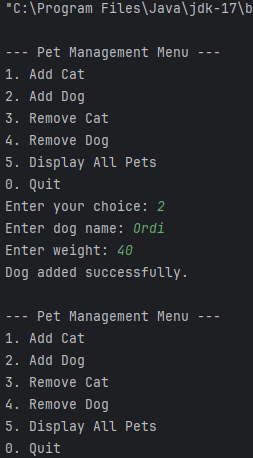 "C:\Program Files\Java\jdk-17\b
--- Pet Management Menu ---
1. Add Cat
2. Add Dog
3. Remove Cat
4. Remove Dog
5. Display All Pets
0. Quit
Enter your choice: 2
Enter dog name: Ordi
Enter weight: 40
Dog added successfully.
--- Pet Management Menu ---
1. Add Cat
2. Add Dog
3. Remove Cat
4. Remove Dog
5. Display All Pets
0. Quit